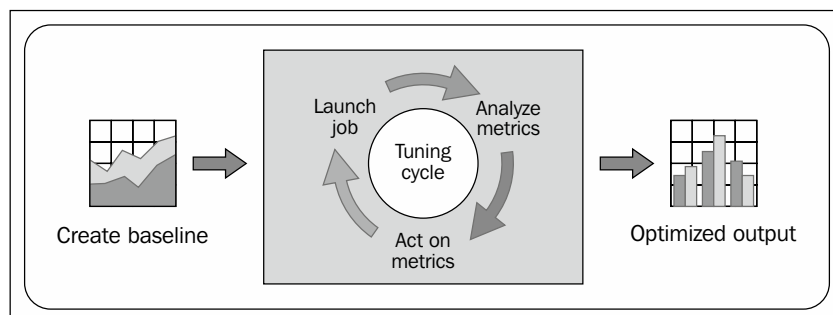 Create baseline
Launch
job
Analyze
metrics
Tuning
cycle
Act on
metrics
Optimized output